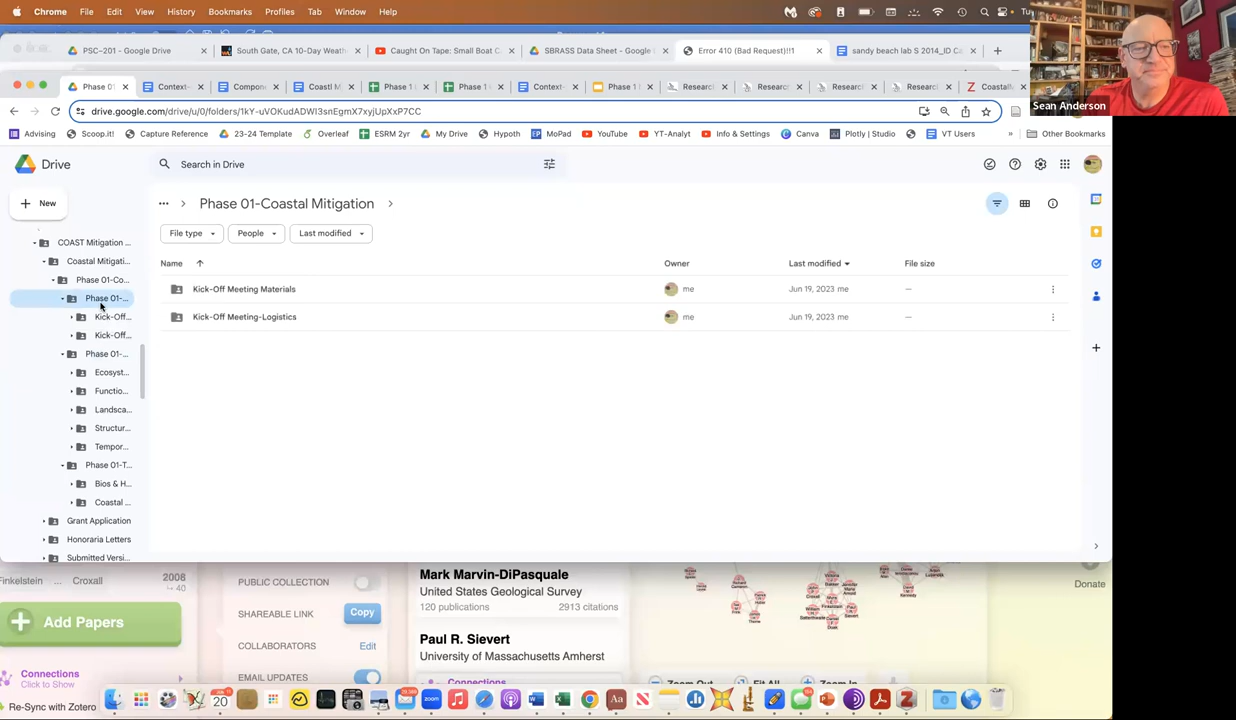 Chrome File Edit View History Bookmarks Profiles Tab Window Help
PSC-201 - Google Drive
South Gate, CA 10-Day Weath
Caught On Tape: Small Boat C
SBRASS Data Sheet - Google
Error 410 (Bad Request)!!1
sandy beach lab S 2014_ID Ca
Phase 01
Context-
Compone
Coastl M
Phase 1
Phase 1
Context-
Phase 1
Research
Research
Research
Research
Coastal
Sean Anderson
drive.google.com/drive/u/0/folders/1kY-uVOKudADWI3snEgmX7xyjUpXxP7CC
Advising Scoop.it! Capture Reference 23-24 Template Overleaf ESRM 2yr My Drive Hypoth MoPad YouTube YT-Analyt Info & Settings Canva Plotly | Studio VT Users » Other Bookmarks
Drive
Search in Drive
New
Phase 01-Coastal Mitigation
File type People Last modified
Name Owner Last modified File size
Kick-Off Meeting Materials me Jun 19, 2023 me —
Kick-Off Meeting-Logistics me Jun 19, 2023 me —
COAST Mitigation ...
Coastal Mitigati...
Phase 01-Co...
Phase 01-...
Kick-Off...
Kick-Off...
Phase 01-...
Ecosyst...
Functio...
Landsca...
Structur...
Tempor...
Phase 01-T...
Bios & H...
Coastal ...
Grant Application
Honoraria Letters
Submitted Versi...
Finkelstein ... Croxall 2006
40
Add Papers
Connections
Click to Show
Re-Sync with Zotero
PUBLIC COLLECTION
SHAREABLE LINK Copy
COLLABORATORS Edit
EMAIL UPDATES
Mark Marvin-DiPasquale
United States Geological Survey
120 publications 2913 citations
Paul R. Sievert
University of Massachusetts Amherst
Connections
Zoom Out Fit All Zoom In
Donate